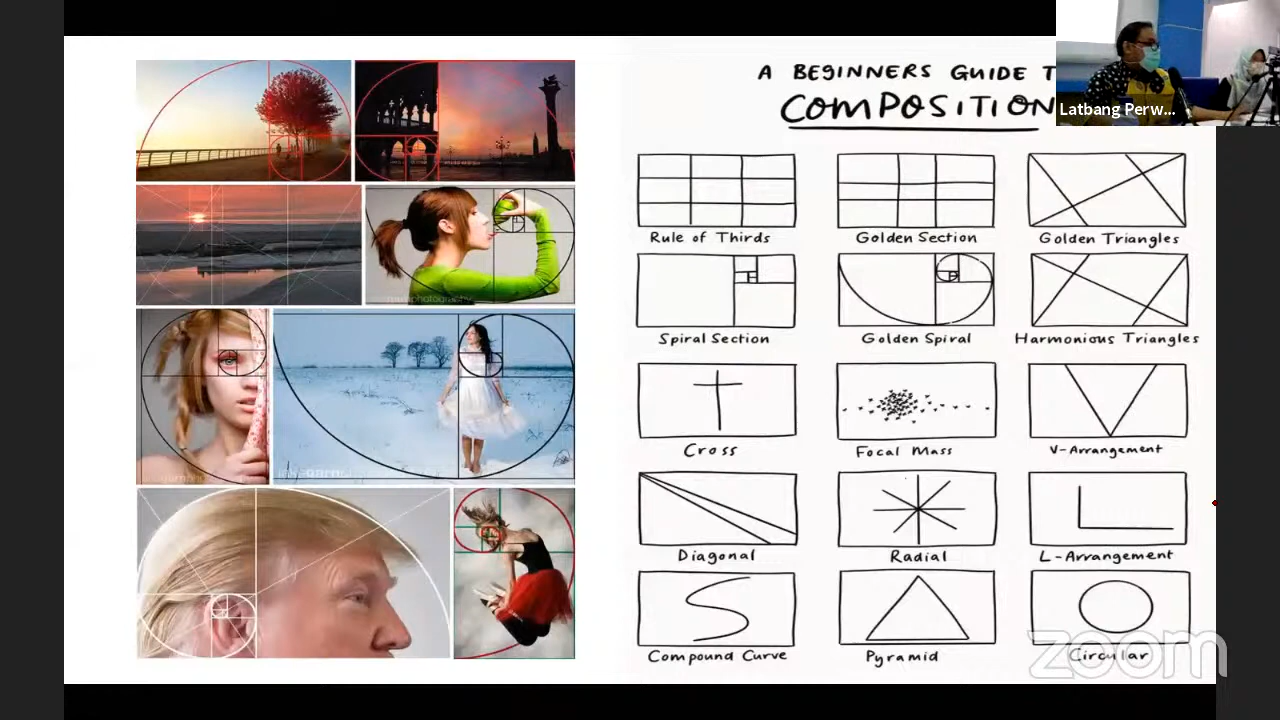 A BEGINNERS GUIDE T
COMPOSITION
Latbang Perw...
Rule of Thirds
Golden Section
Golden Triangles
Spiral Section
Golden Spiral
Harmonious Triangles
Cross
Focal Mass
V-Arrangement
Diagonal
Radial
L-Arrangement
Compound Curve
Pyramid
Circular
zoom